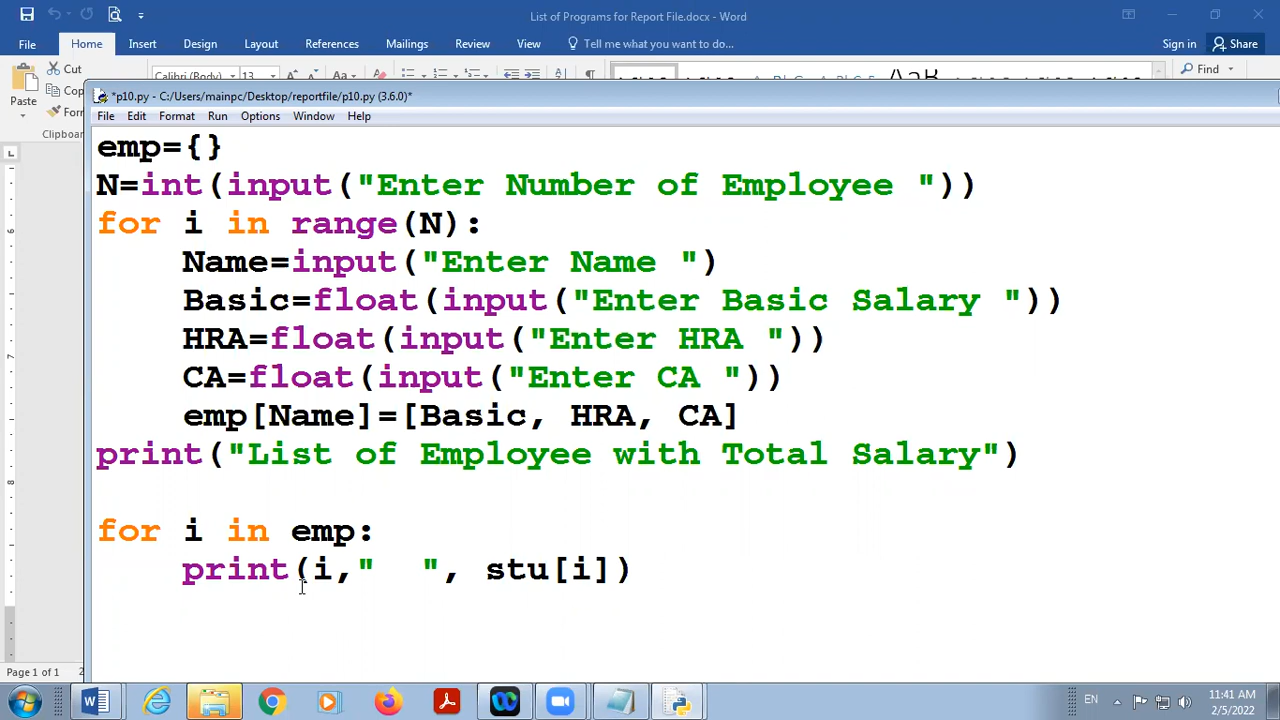 List of Programs for Report File.docx - Word
File Home Insert Design Layout References Mailings Review View Tell me what you want to do... Sign in Share
Cut
Calibri (Body) 13
Find
Paste
Clipboard
*p10.py - C:/Users/mainpc/Desktop/reportfile/p10.py (3.6.0)*
File Edit Format Run Options Window Help
emp={}
N=int(input("Enter Number of Employee "))
for i in range(N):
    Name=input("Enter Name ")
    Basic=float(input("Enter Basic Salary "))
    HRA=float(input("Enter HRA "))
    CA=float(input("Enter CA "))
    emp[Name]=[Basic, HRA, CA]
print("List of Employee with Total Salary")
for i in emp:
    print(i,"  ", stu[i])
Page 1 of 1
EN
11:41 AM
2/5/2022